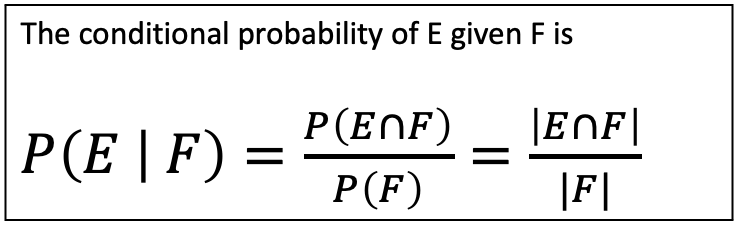 The conditional probability of E given F is
P(E | F) = P(E∩F)/P(F) = |E∩F|/|F|